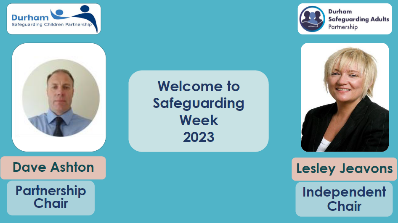 Durham
Safeguarding Children Partnership
Durham
Safeguarding Adults
Partnership
Welcome to
Safeguarding
Week
2023
Dave Ashton
Partnership
Chair
Lesley Jeavons
Independent
Chair